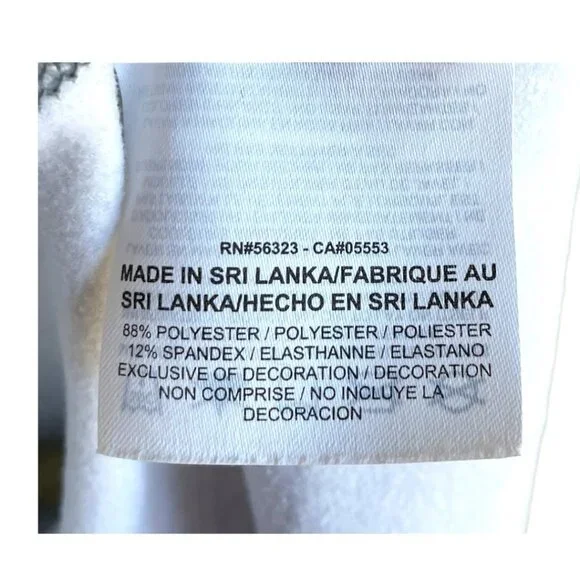 RN#56323 - CA#05553
MADE IN SRI LANKA/FABRIQUE AU
SRI LANKA/HECHO EN SRI LANKA
88% POLYESTER / POLYESTER / POLIESTER
12% SPANDEX / ELASTHANNE / ELASTANO
EXCLUSIVE OF DECORATION / DECORATION
NON COMPRISE / NO INCLUYE LA
DECORACION